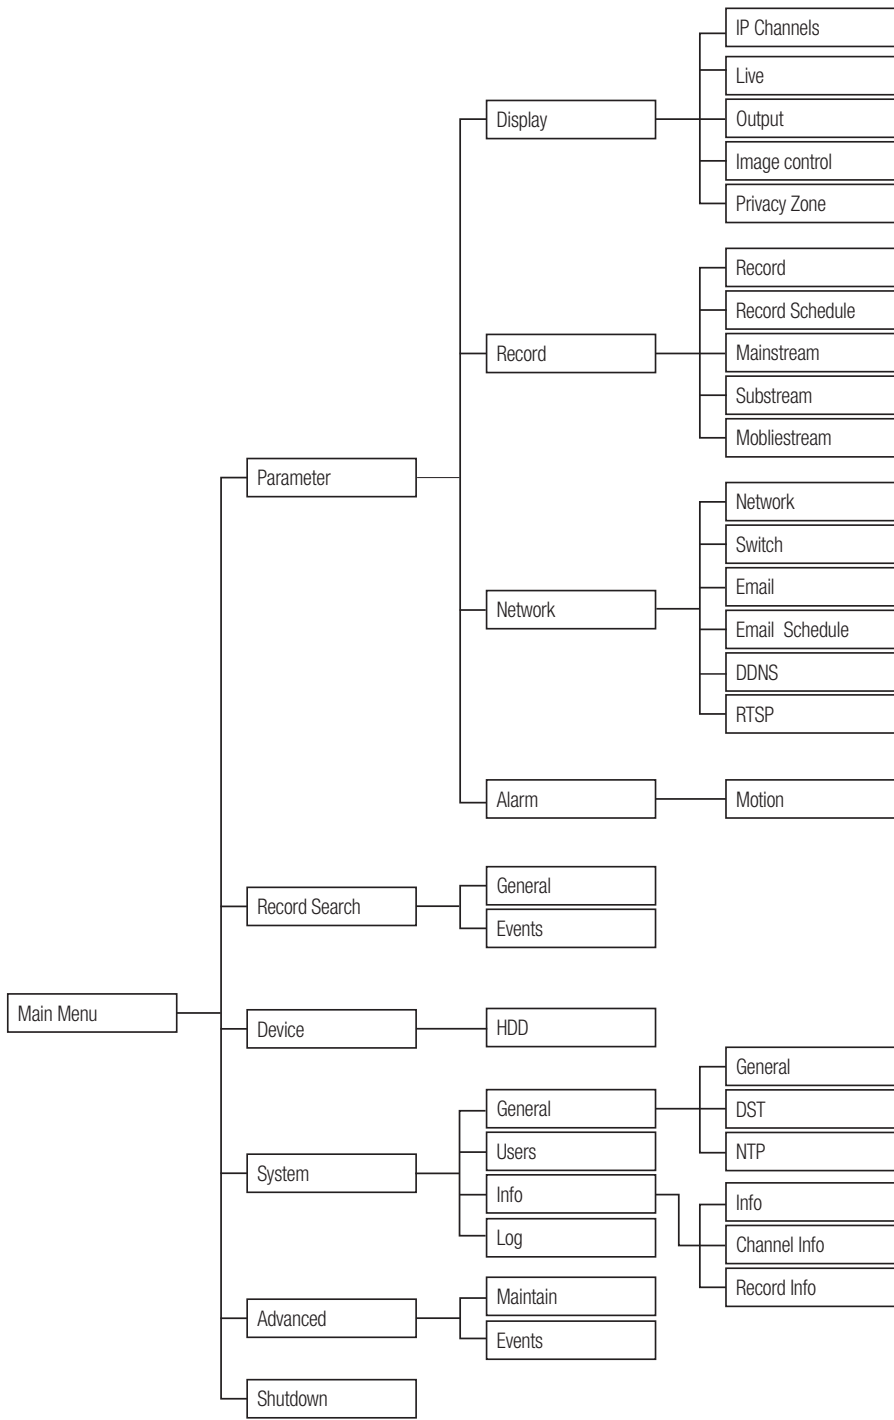 IP Channels
Live
Display
Output
Image control
Privacy Zone
Record
Record Schedule
Record
Mainstream
Substream
Mobliestream
Parameter
Network
Switch
Email
Network
Email Schedule
DDNS
RTSP
Alarm
Motion
General
Record Search
Events
Main Menu
Device
HDD
General
General
DST
Users
NTP
System
Info
Info
Log
Channel Info
Record Info
Maintain
Advanced
Events
Shutdown